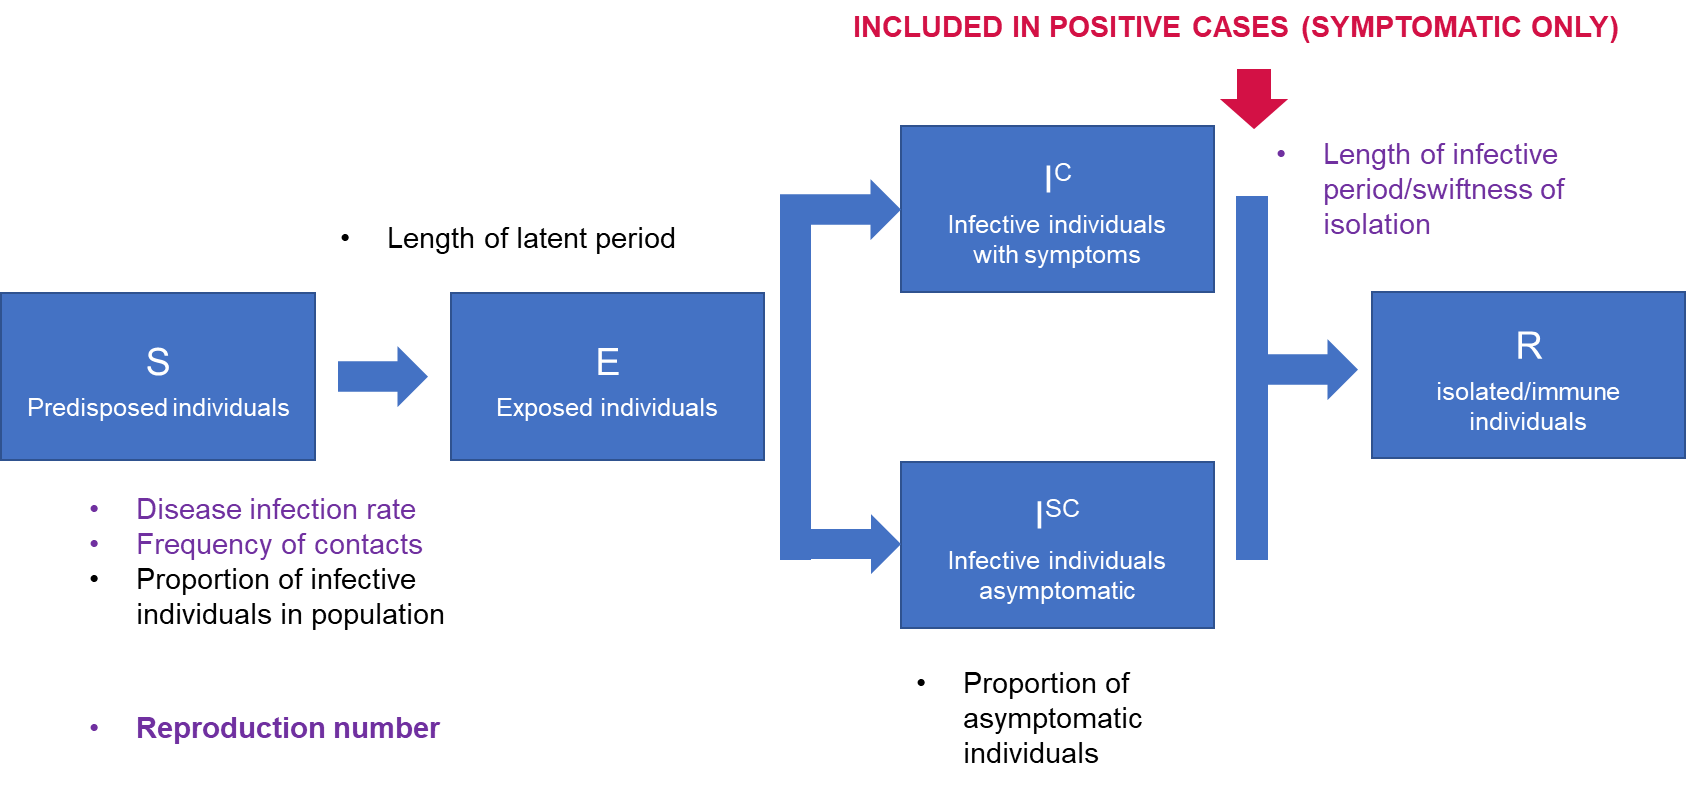 INCLUDED IN POSITIVE CASES (SYMPTOMATIC ONLY)
• Length of infective
period/swiftness of
isolation
I^C
Infective individuals
with symptoms
• Length of latent period
S
Predisposed individuals
E
Exposed individuals
R
isolated/immune
individuals
I^SC
Infective individuals
asymptomatic
• Disease infection rate
• Frequency of contacts
• Proportion of infective
individuals in population
• Reproduction number
• Proportion of
asymptomatic
individuals